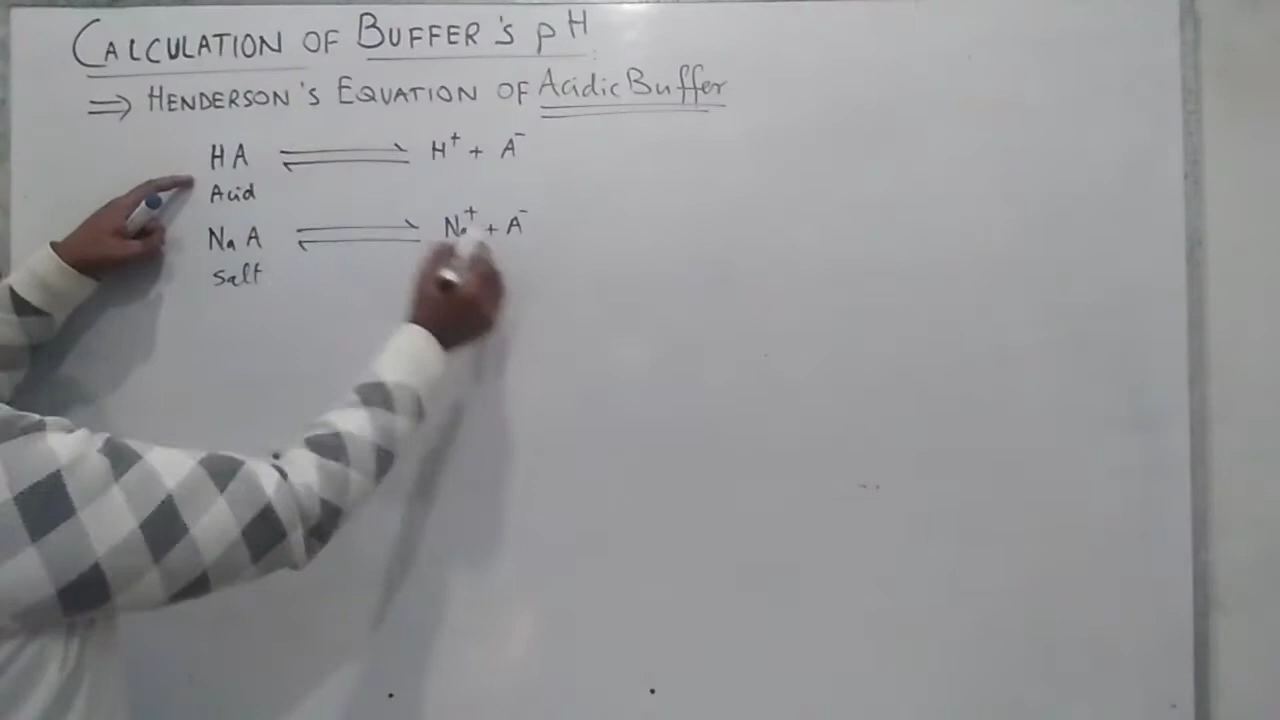 CALCULATION OF BUFFER'S pH
⇒ HENDERSON'S EQUATION OF Acidic Buffer
HA ⇌ H⁺ + A⁻
Acid
NaA ⇌ Na⁺ + A⁻
Salt